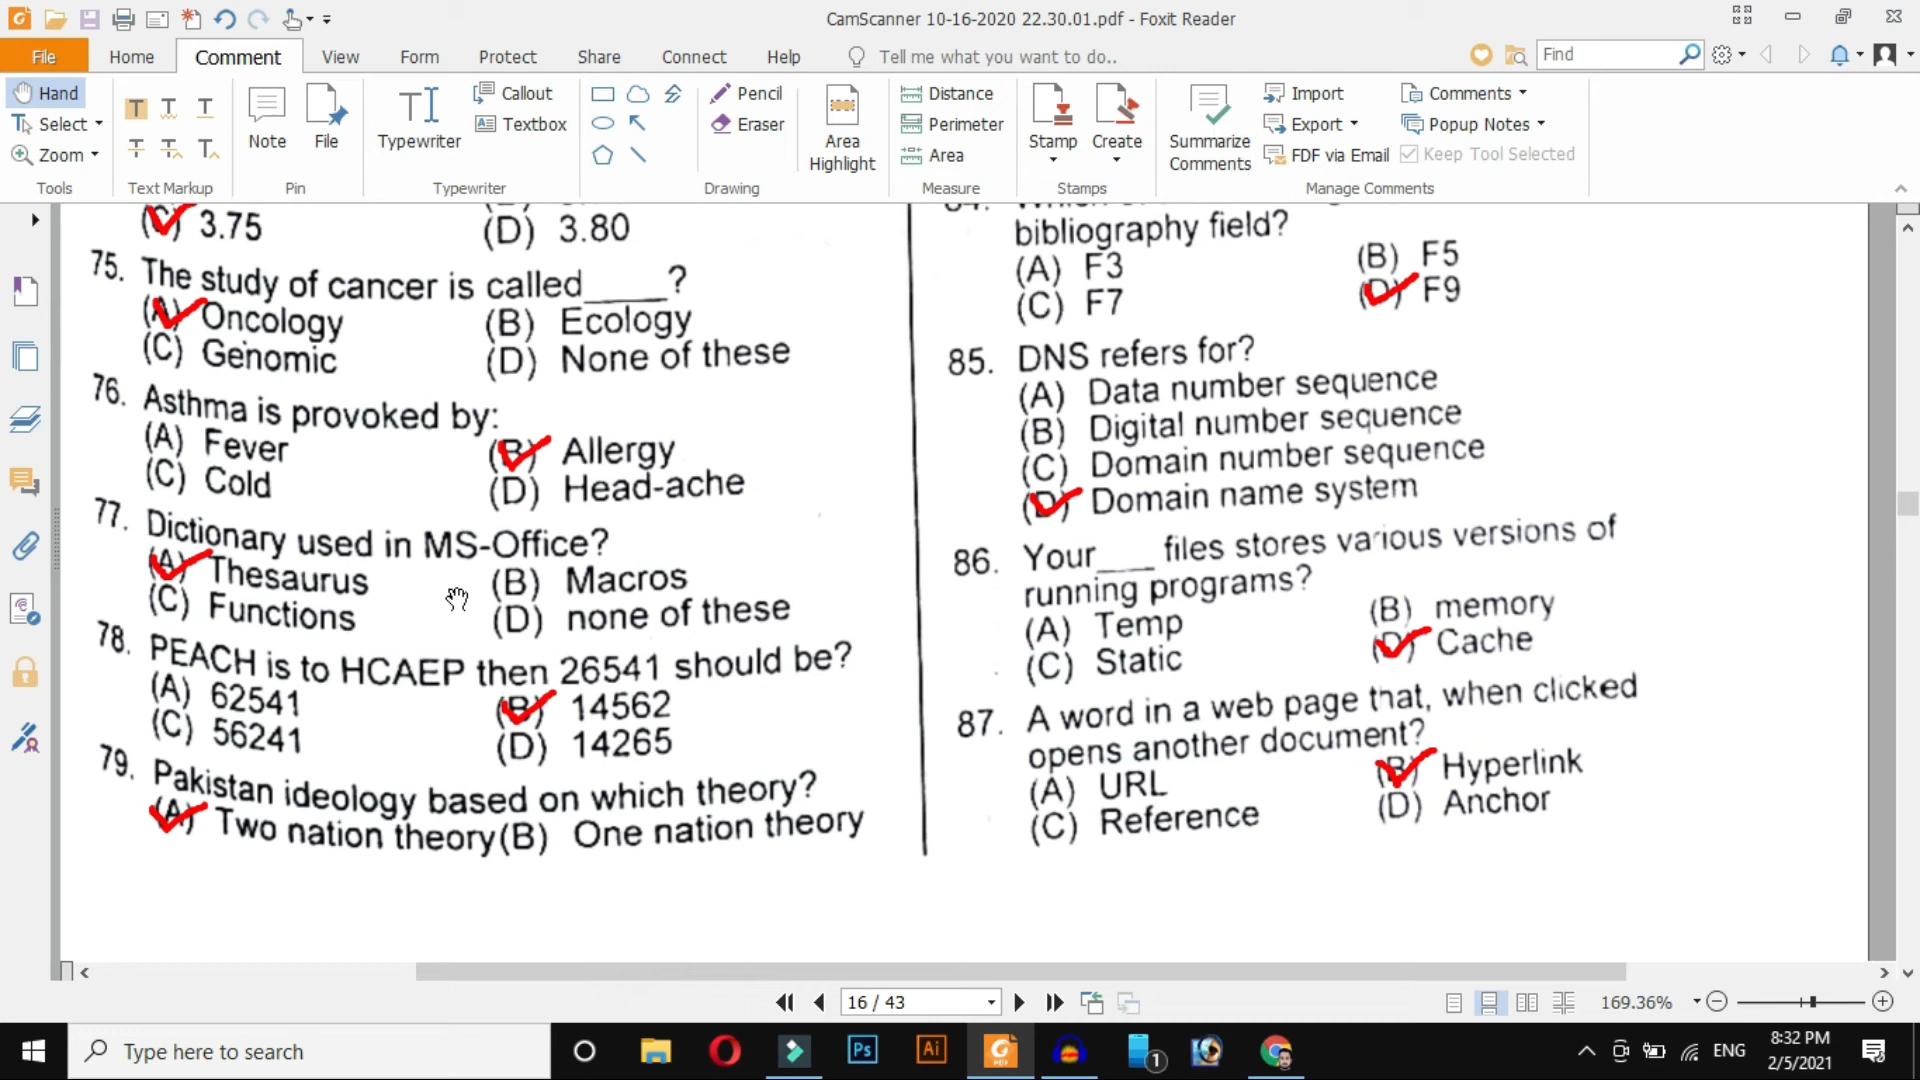 CamScanner 10-16-2020 22.30.01.pdf - Foxit Reader
File
Home
Comment
View
Form
Protect
Share
Connect
Help
Tell me what you want to do..
Find
Hand
Select
Zoom
Tools
Text Markup
Note
File
Pin
Typewriter
Callout
Textbox
Typewriter
Pencil
Eraser
Drawing
Area
Highlight
Distance
Perimeter
Area
Measure
Stamp
Create
Stamps
Summarize
Comments
Import
Export
FDF via Email
Comments
Popup Notes
Keep Tool Selected
Manage Comments
(C) 3.75 (D) 3.80
75. The study of cancer is called_____?
(A) Oncology (B) Ecology
(C) Genomic (D) None of these
76. Asthma is provoked by:
(A) Fever (B) Allergy
(C) Cold (D) Head-ache
77. Dictionary used in MS-Office?
(A) Thesaurus (B) Macros
(C) Functions (D) none of these
78. PEACH is to HCAEP then 26541 should be?
(A) 62541 (B) 14562
(C) 56241 (D) 14265
79. Pakistan ideology based on which theory?
(A) Two nation theory (B) One nation theory
bibliography field?
(A) F3 (B) F5
(C) F7 (D) F9
85. DNS refers for?
(A) Data number sequence
(B) Digital number sequence
(C) Domain number sequence
(D) Domain name system
86. Your____ files stores various versions of
running programs?
(A) Temp (B) memory
(C) Static (D) Cache
87. A word in a web page that, when clicked
opens another document?
(A) URL (B) Hyperlink
(C) Reference (D) Anchor
16 / 43
169.36%
Type here to search
Ps
Ai
G
PDF
1
ENG
8:32 PM
2/5/2021